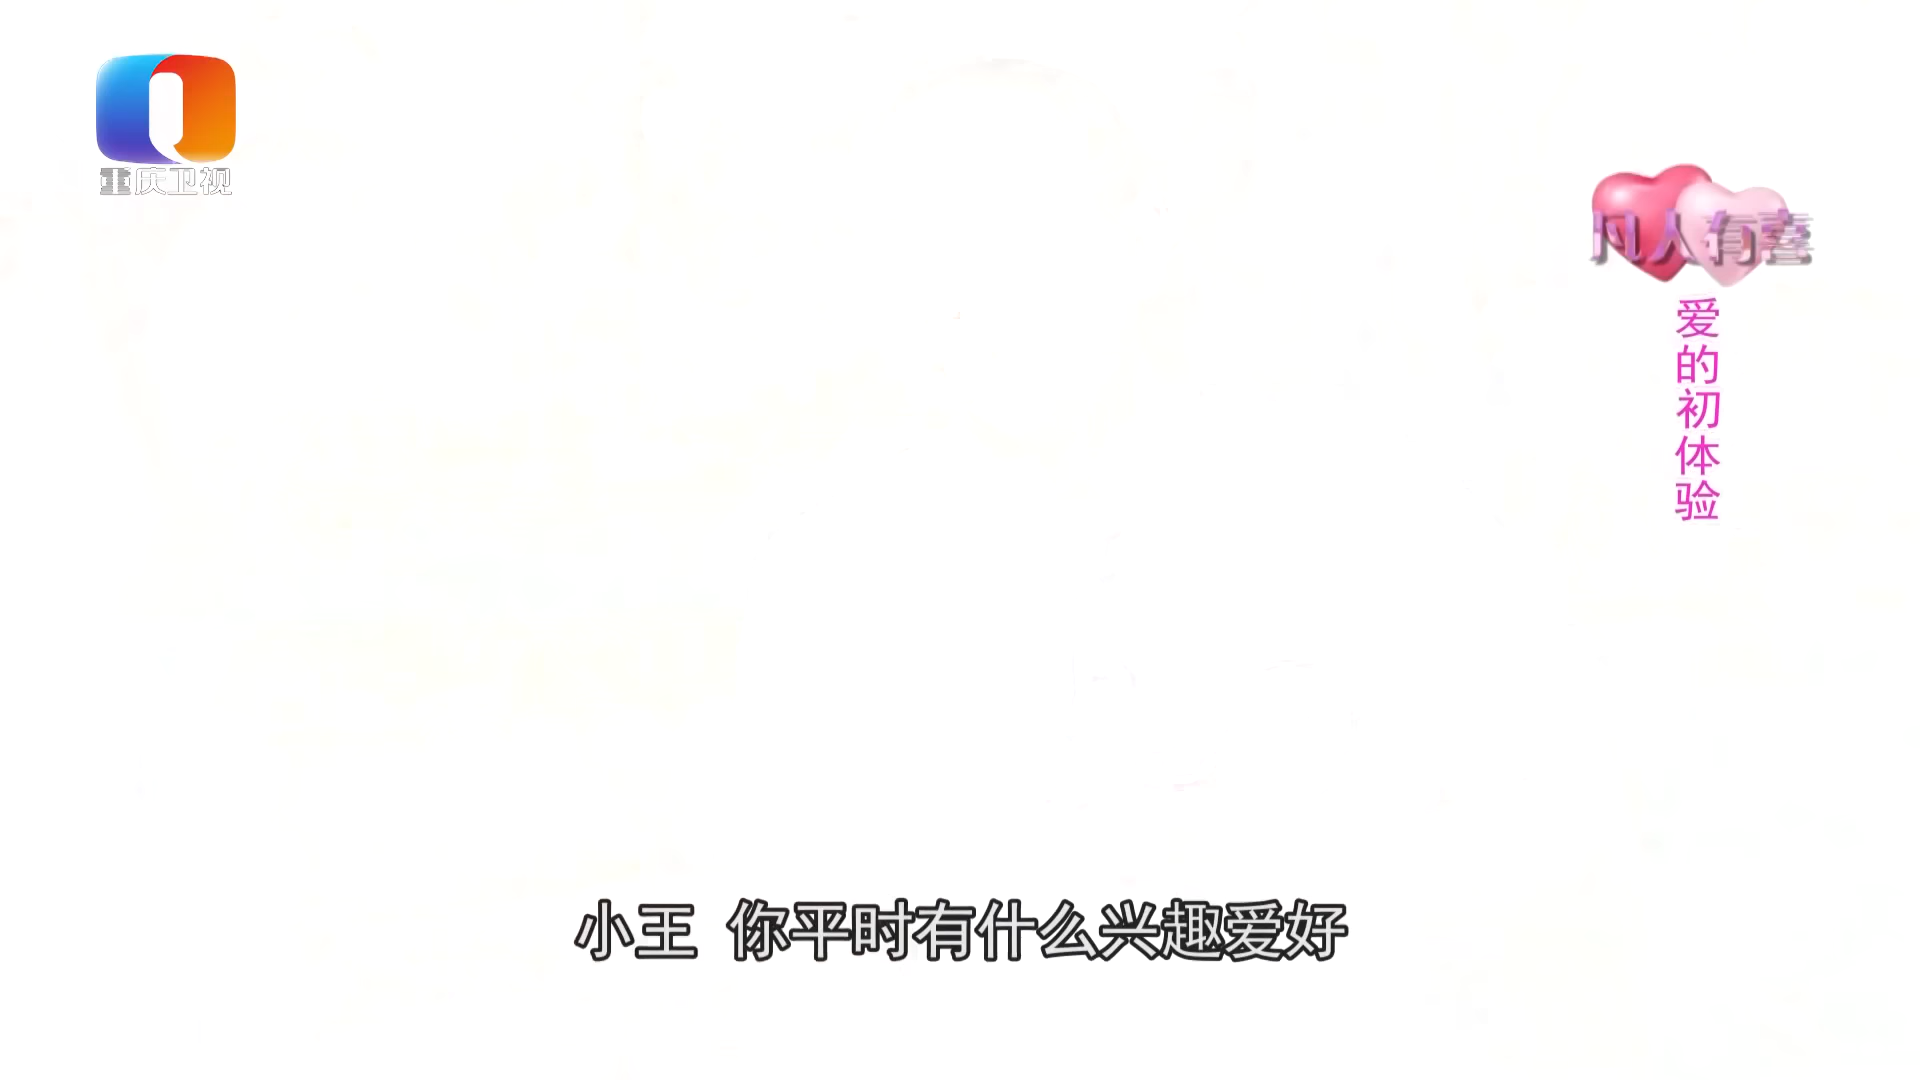 重庆卫视
凡人有喜
爱的初体验
小王 你平时有什么兴趣爱好